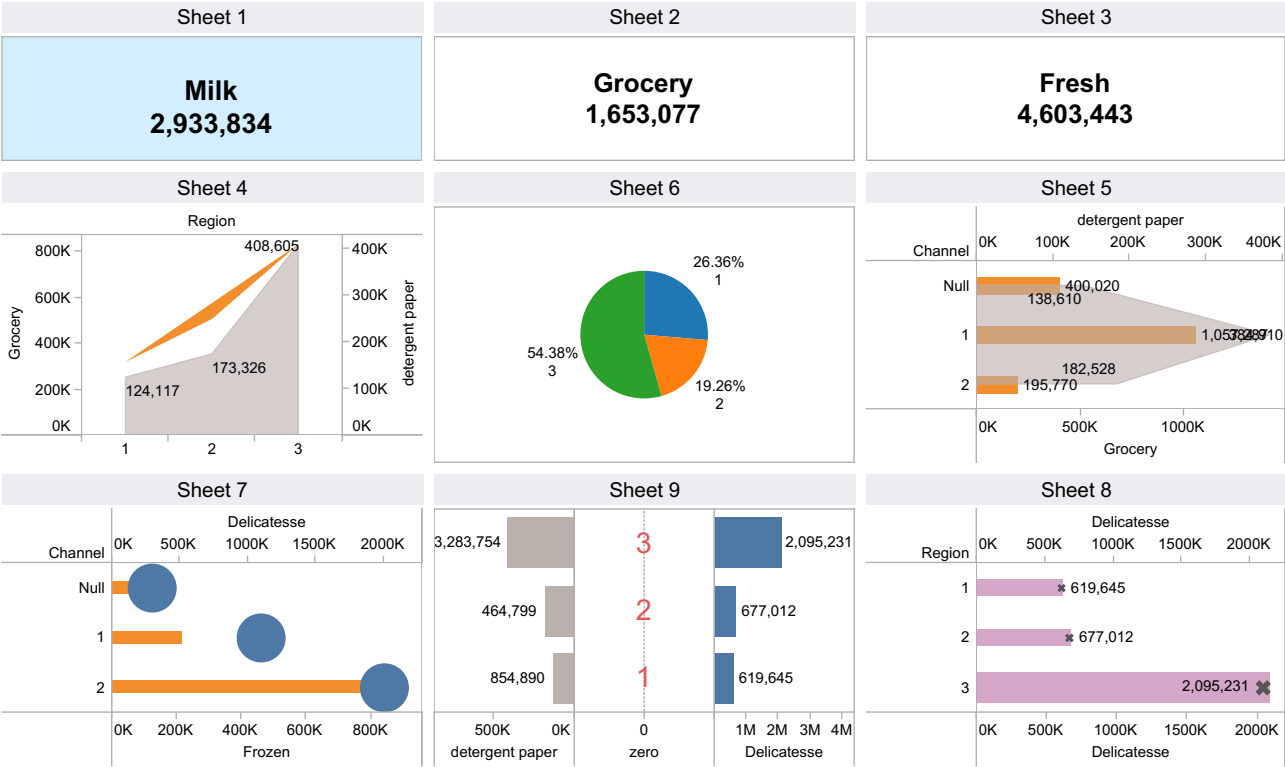 Sheet 1
Milk
2,933,834
Sheet 2
Grocery
1,653,077
Sheet 3
Fresh
4,603,443
Sheet 4
Region
800K
600K
400K
200K
0K
Grocery
408,605
173,326
124,117
400K
300K
200K
100K
0K
detergent paper
1 2 3
Sheet 6
26.36%
1
54.38%
3
19.26%
2
Sheet 5
detergent paper
Channel 0K 100K 200K 300K 400K
Null 400,020
138,610
1
182,528
2 195,770
0K 500K 1000K
Grocery
Sheet 7
Delicatesse
Channel 0K 500K 1000K 1500K 2000K
Null
1
2
0K 200K 400K 600K 800K
Frozen
Sheet 9
3,283,754 3 2,095,231
464,799 2 677,012
854,890 1 619,645
500K 0K 0 1M 2M 3M 4M
detergent paper zero Delicatesse
Sheet 8
Delicatesse
Region 0K 500K 1000K 1500K 2000K
1 619,645
2 677,012
3 2,095,231
0K 500K 1000K 1500K 2000K
Delicatesse